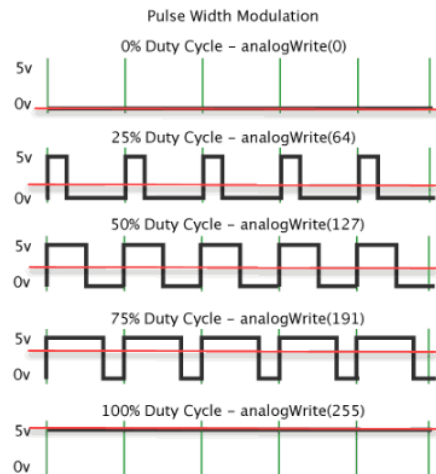 Pulse Width Modulation
0% Duty Cycle – analogWrite(0)
5v
0v
25% Duty Cycle – analogWrite(64)
5v
0v
50% Duty Cycle – analogWrite(127)
5v
0v
75% Duty Cycle – analogWrite(191)
5v
0v
100% Duty Cycle – analogWrite(255)
5v
0v